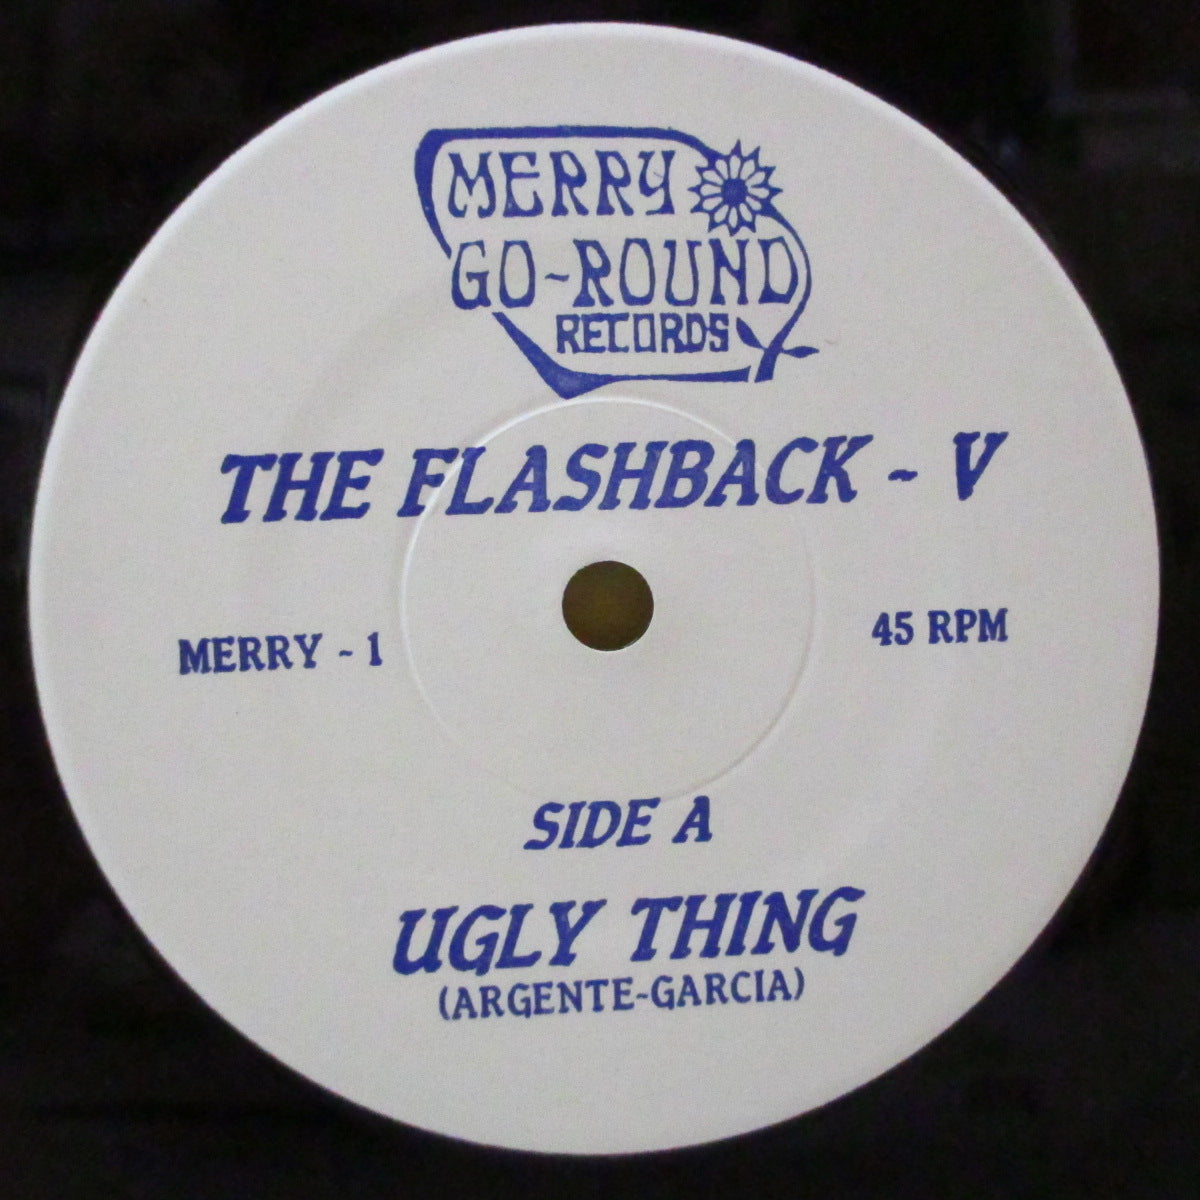 MERRY
GO-ROUND
RECORDS
THE FLASHBACK - V
MERRY - 1
45 RPM
SIDE A
UGLY THING
(ARGENTE-GARCIA)